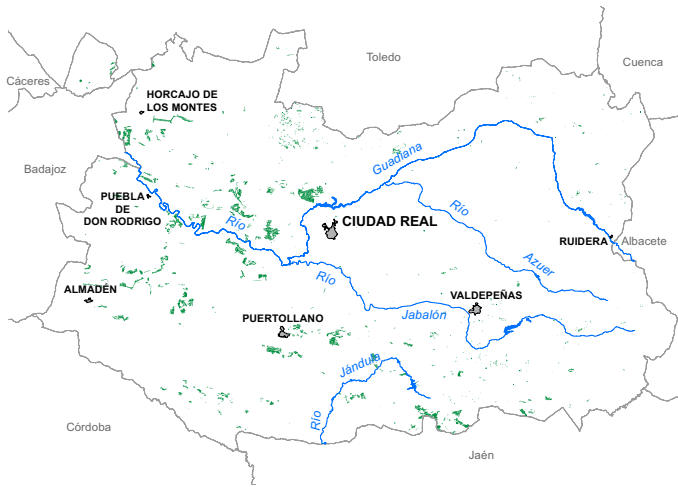 Toledo
Cuenca
Cáceres
HORCAJO DE
LOS MONTES
Guadiana
Badajoz
PUEBLA
DE
DON RODRIGO
Río
Río
CIUDAD REAL
RUIDERA
Albacete
Azuer
Río
ALMADÉN
VALDEPEÑAS
PUERTOLLANO
Jabalón
Jándula
Río
Córdoba
Jaén